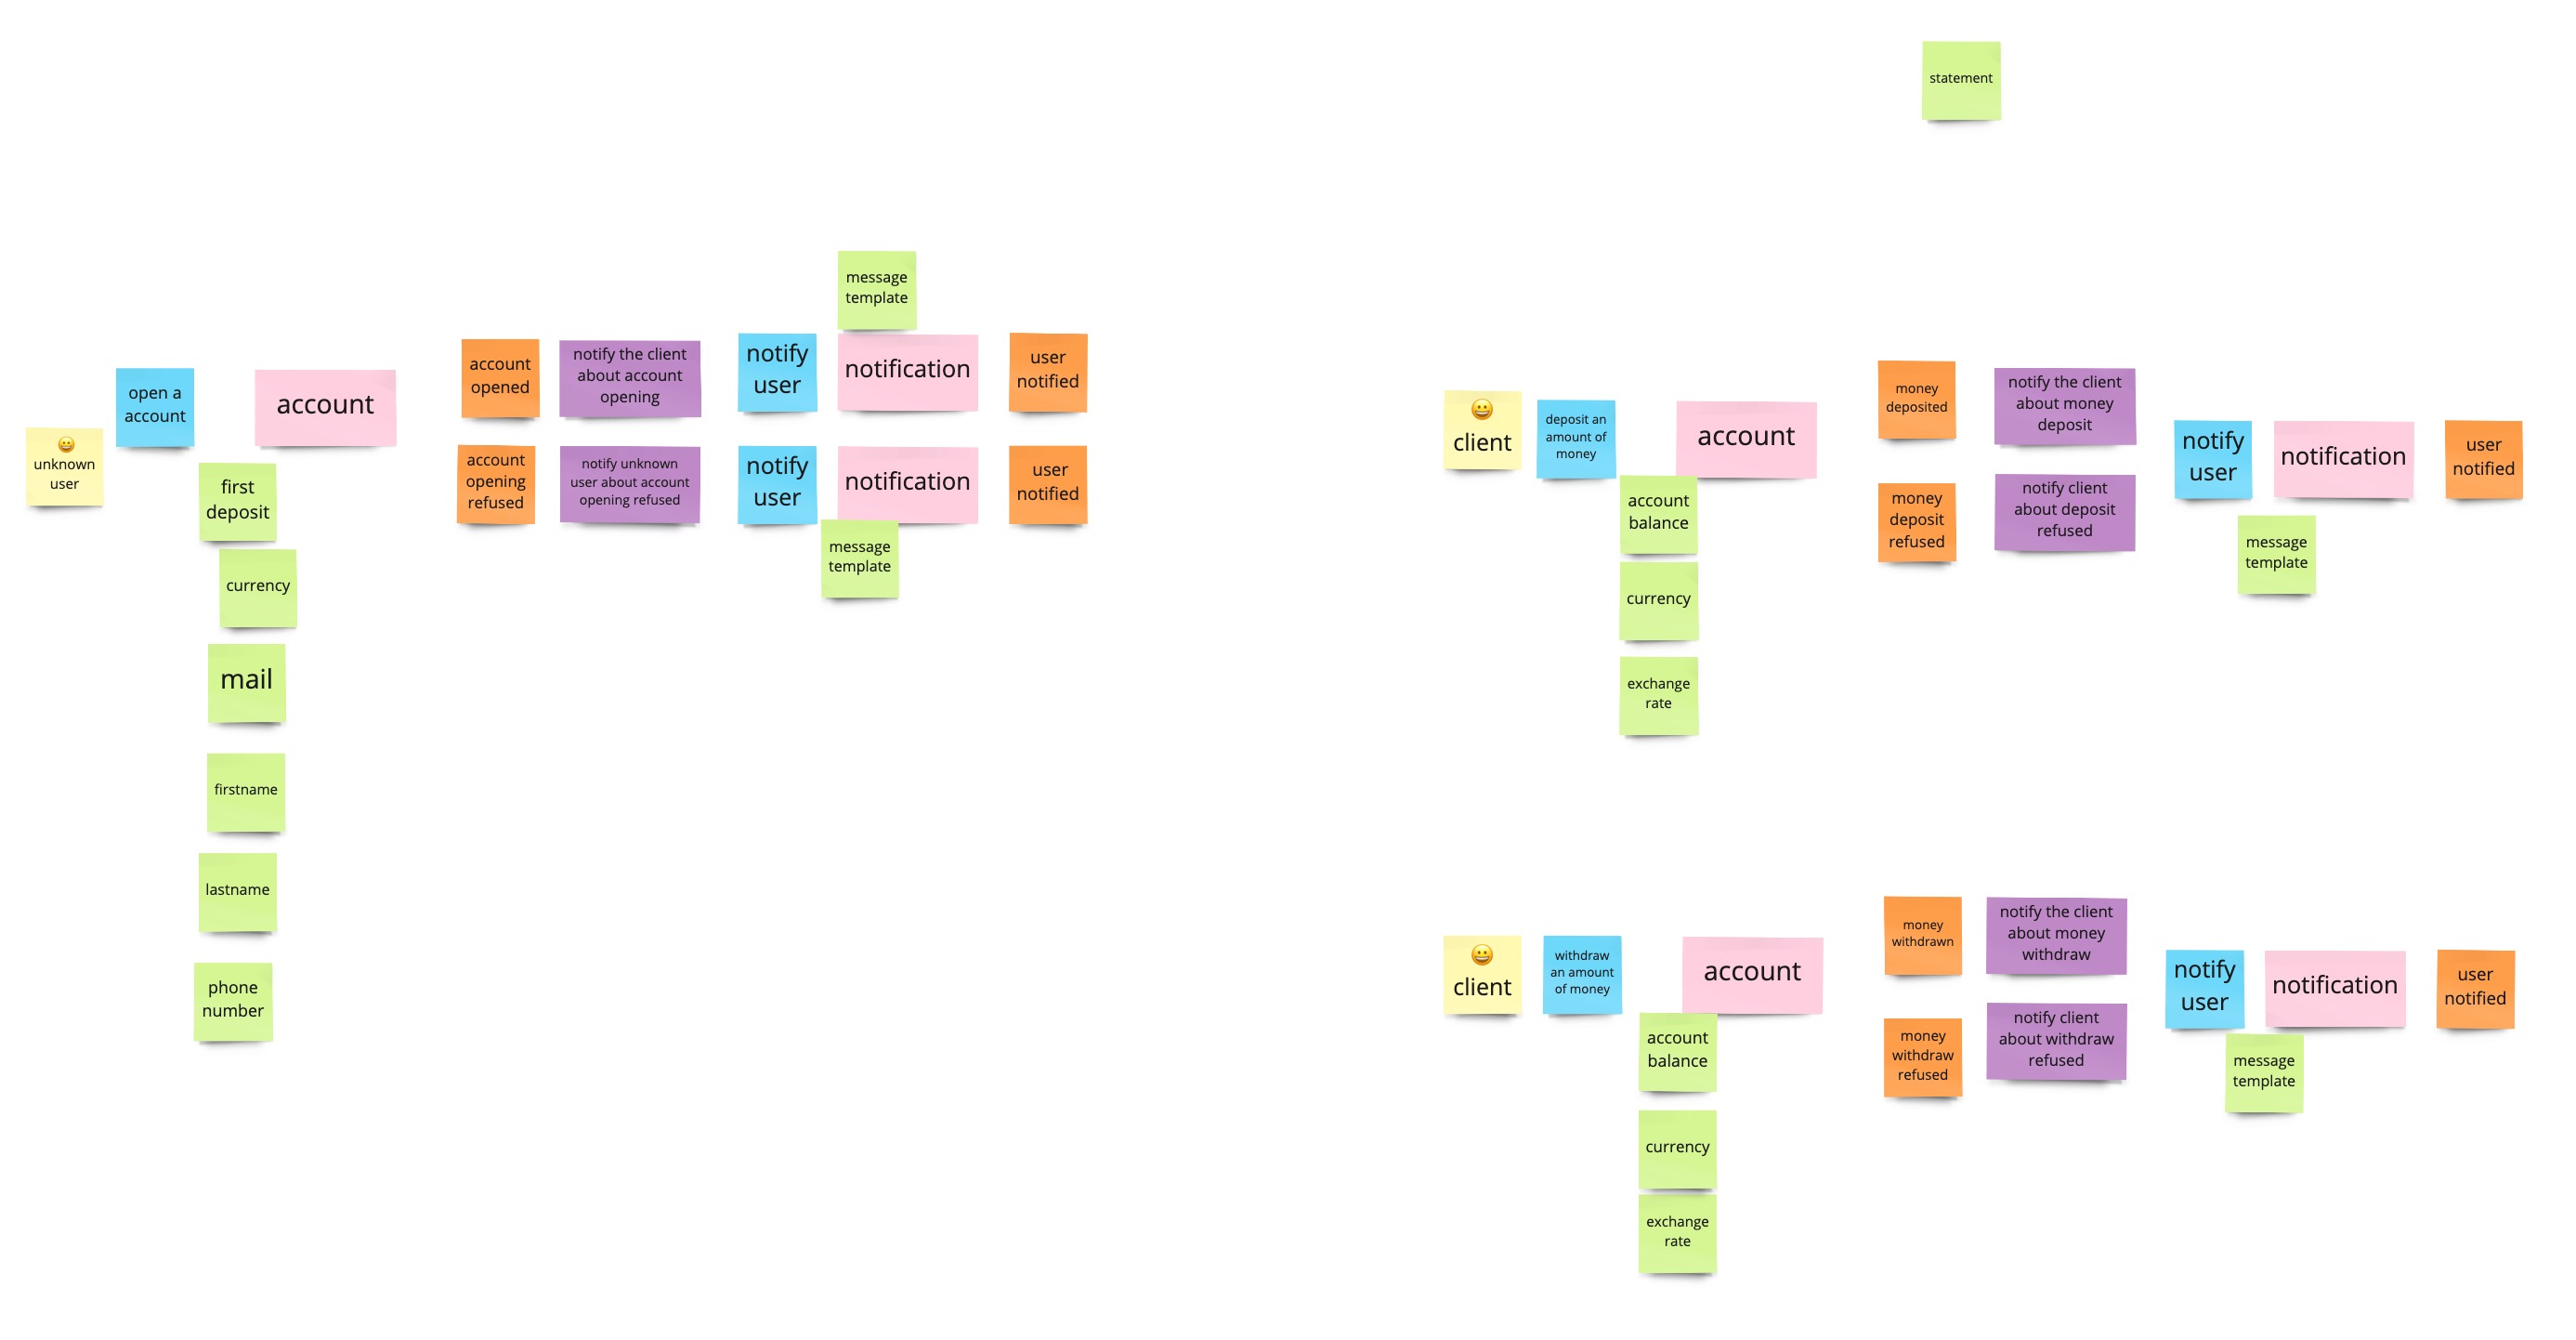 statement
message
template
account
opened
notify the client
about account
opening
notify
user
notification
user
notified
open a
account
account
unknown
user
account
opening
refused
notify unknown
user about account
opening refused
notify
user
notification
user
notified
message
template
first
deposit
currency
mail
firstname
lastname
phone
number
client
deposit an
amount of
money
account
money
deposited
notify the client
about money
deposit
money
deposit
refused
notify client
about deposit
refused
notify
user
notification
user
notified
message
template
account
balance
currency
exchange
rate
client
withdraw
an amount
of money
account
money
withdrawn
notify the client
about money
withdraw
money
withdraw
refused
notify client
about withdraw
refused
notify
user
notification
user
notified
message
template
account
balance
currency
exchange
rate